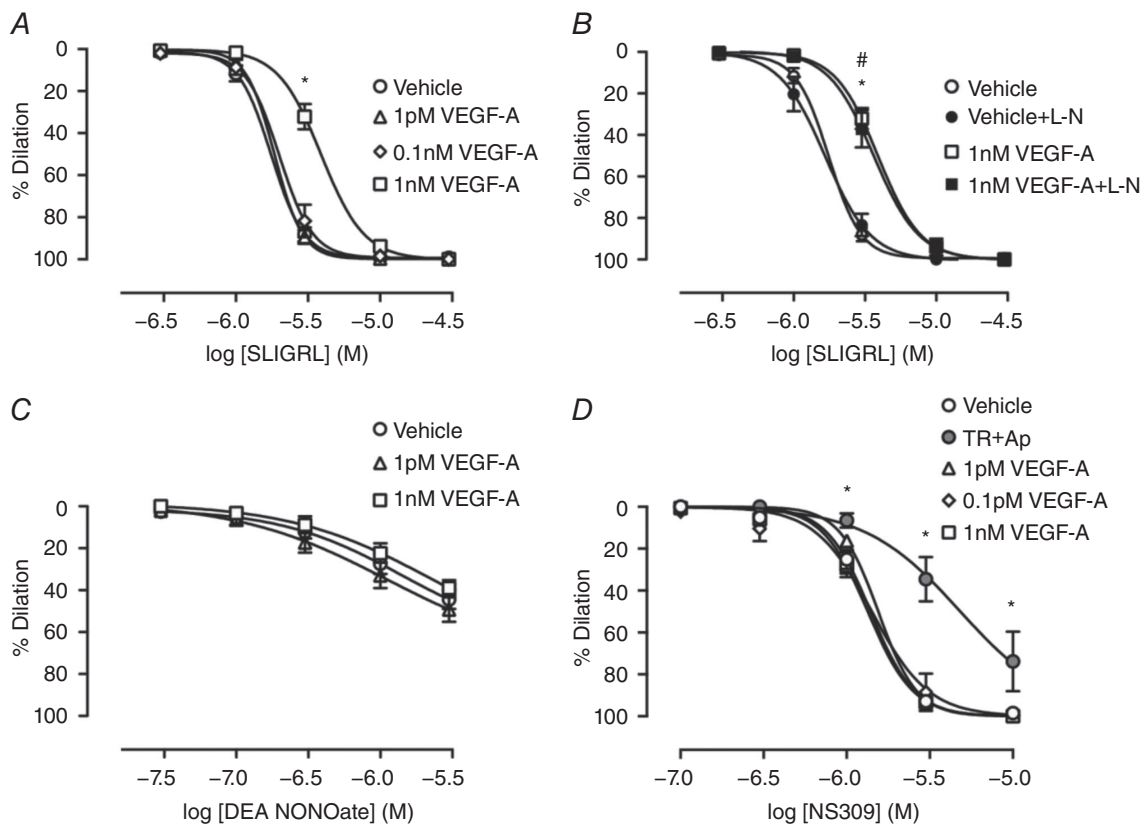 A
% Dilation
0
20
40
60
80
100
*
Vehicle
1pM VEGF-A
0.1nM VEGF-A
1nM VEGF-A
−6.5 −6.0 −5.5 −5.0 −4.5
log [SLIGRL] (M)
B
% Dilation
0
20
40
60
80
100
#
*
Vehicle
Vehicle+L-N
1nM VEGF-A
1nM VEGF-A+L-N
−6.5 −6.0 −5.5 −5.0 −4.5
log [SLIGRL] (M)
C
% Dilation
0
20
40
60
80
100
Vehicle
1pM VEGF-A
1nM VEGF-A
−7.5 −7.0 −6.5 −6.0 −5.5
log [DEA NONOate] (M)
D
% Dilation
0
20
40
60
80
100
*
*
*
Vehicle
TR+Ap
1pM VEGF-A
0.1pM VEGF-A
1nM VEGF-A
−7.0 −6.5 −6.0 −5.5 −5.0
log [NS309] (M)